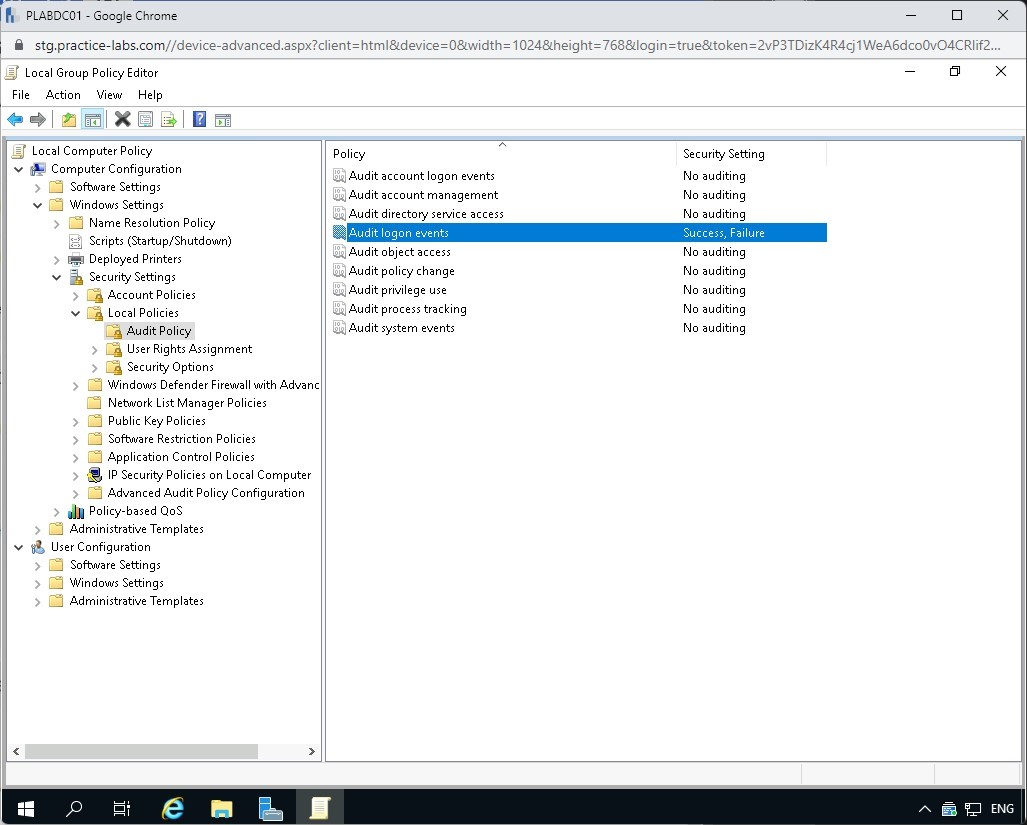 PLABDC01 - Google Chrome
stg.practice-labs.com//device-advanced.aspx?client=html&device=0&width=1024&height=768&login=true&token=2vP3TDizK4R4cj1WeA6dco0vO4CRlif2...
Local Group Policy Editor
File Action View Help
Local Computer Policy
Computer Configuration
Software Settings
Windows Settings
Name Resolution Policy
Scripts (Startup/Shutdown)
Deployed Printers
Security Settings
Account Policies
Local Policies
Audit Policy
User Rights Assignment
Security Options
Windows Defender Firewall with Advanc
Network List Manager Policies
Public Key Policies
Software Restriction Policies
Application Control Policies
IP Security Policies on Local Computer
Advanced Audit Policy Configuration
Policy-based QoS
Administrative Templates
User Configuration
Software Settings
Windows Settings
Administrative Templates
Policy Security Setting
Audit account logon events No auditing
Audit account management No auditing
Audit directory service access No auditing
Audit logon events Success, Failure
Audit object access No auditing
Audit policy change No auditing
Audit privilege use No auditing
Audit process tracking No auditing
Audit system events No auditing
ENG